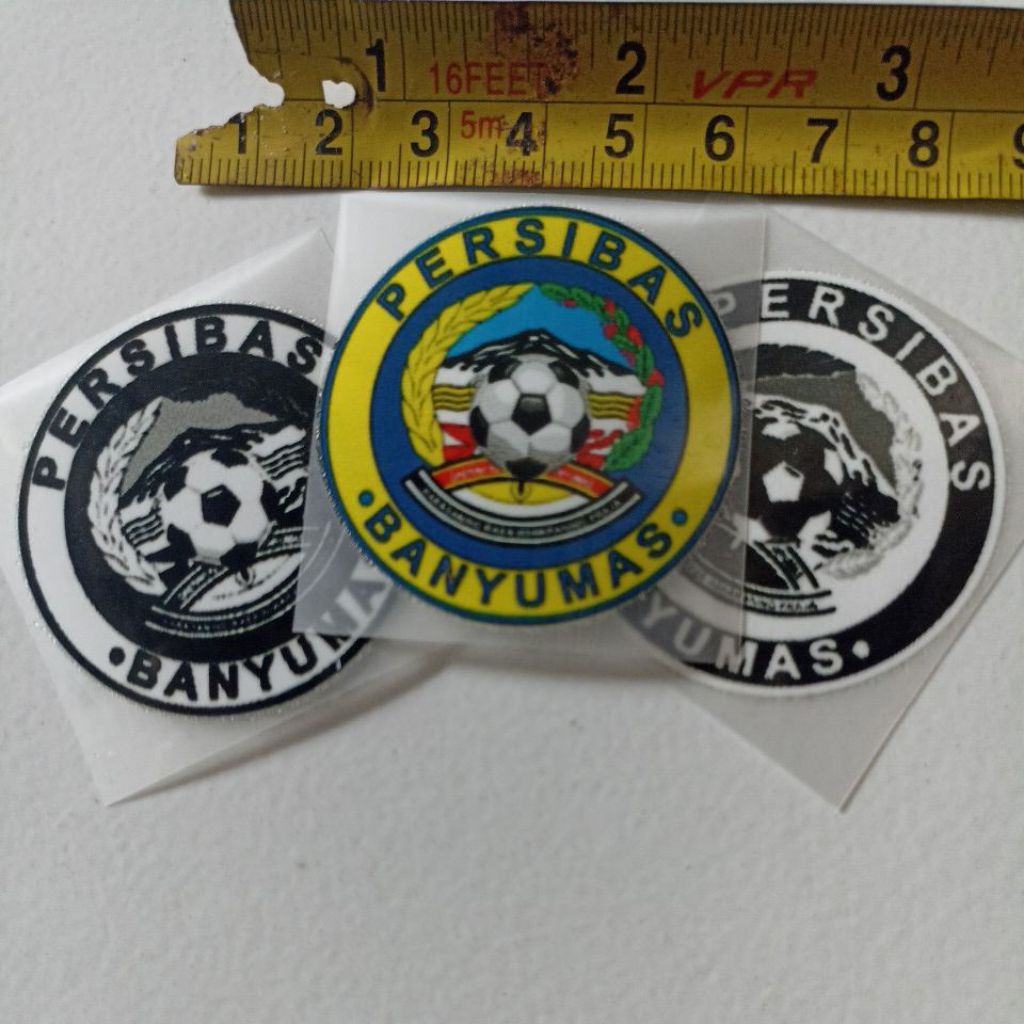 1 16FEET 2 VPR 3
1 2 3 5m 4 5 6 7 8 9
PERSIBAS
BANYUMAS
PERSIBAS
BANYUMAS
PERSIBAS
YUMAS